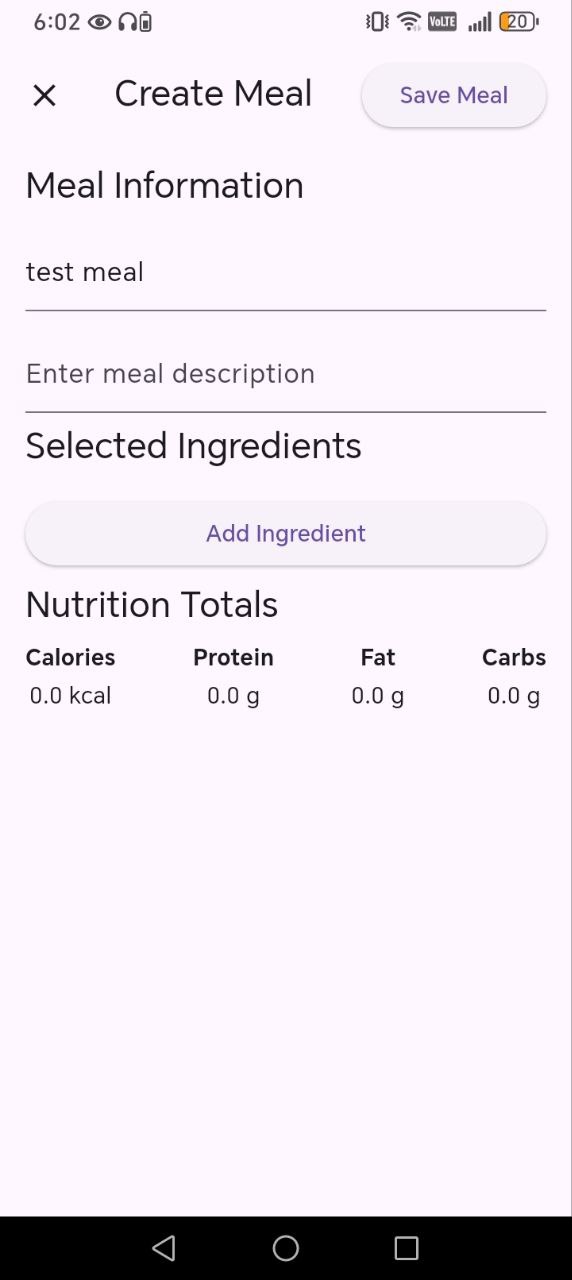 6:02 VoLTE 20
Create Meal Save Meal
Meal Information
test meal
Enter meal description
Selected Ingredients
Add Ingredient
Nutrition Totals
Calories Protein Fat Carbs
0.0 kcal 0.0 g 0.0 g 0.0 g